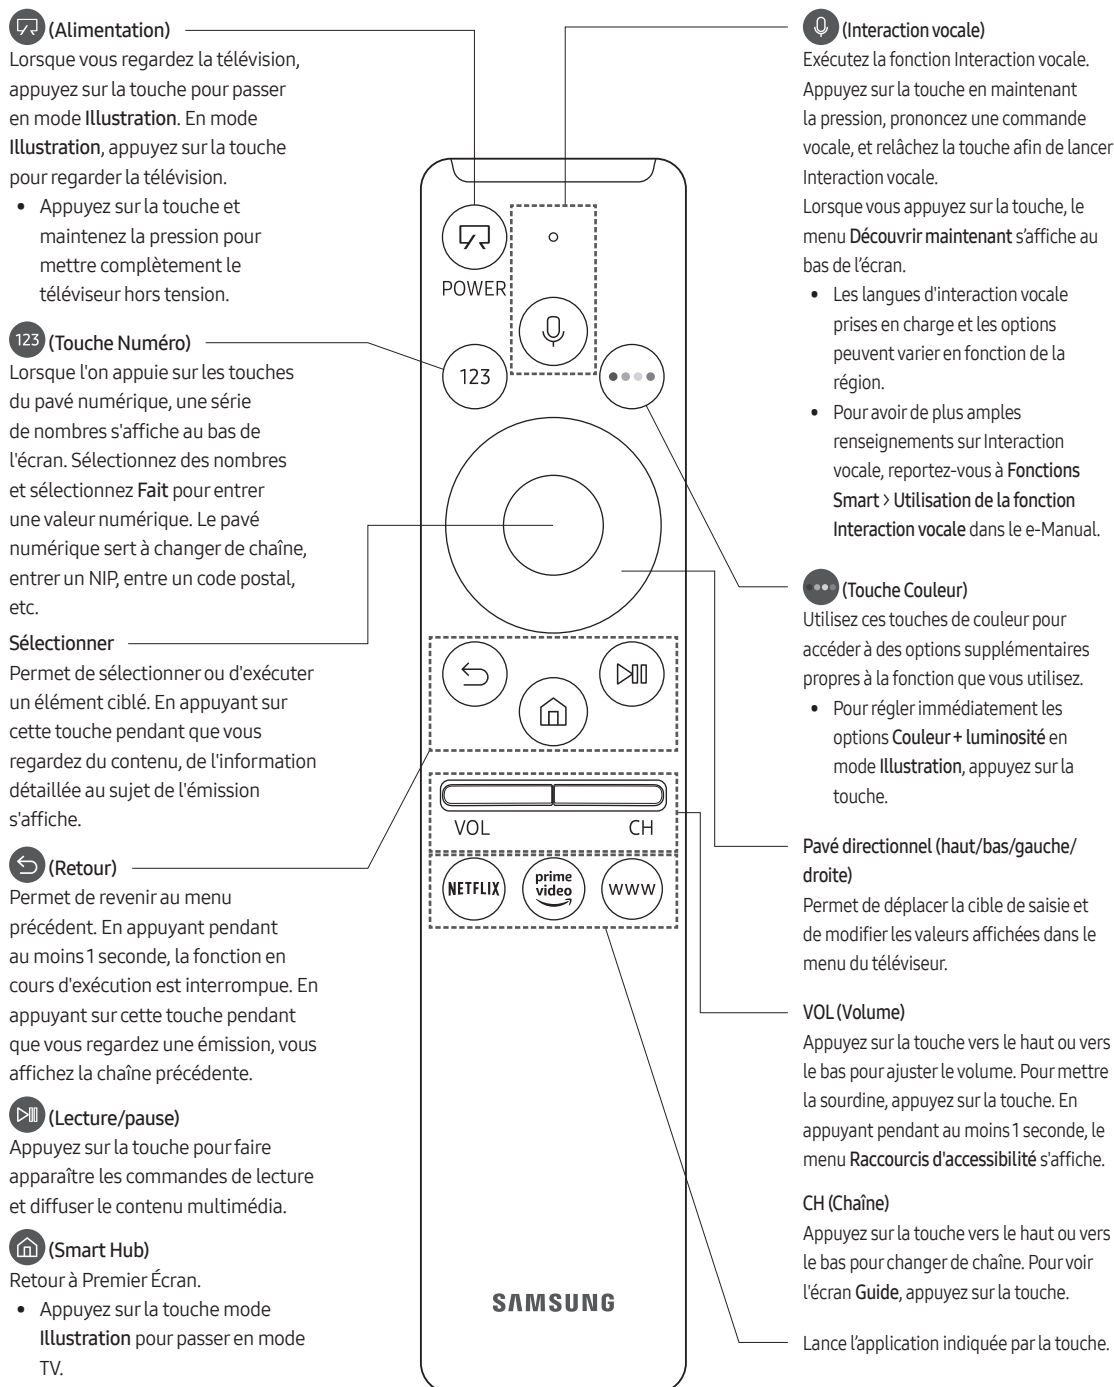 (Alimentation)
Lorsque vous regardez la télévision,
appuyez sur la touche pour passer
en mode Illustration. En mode
Illustration, appuyez sur la touche
pour regarder la télévision.
• Appuyez sur la touche et
maintenez la pression pour
mettre complètement le
téléviseur hors tension.
123 (Touche Numéro)
Lorsque l'on appuie sur les touches
du pavé numérique, une série
de nombres s'affiche au bas de
l'écran. Sélectionnez des nombres
et sélectionnez Fait pour entrer
une valeur numérique. Le pavé
numérique sert à changer de chaîne,
entrer un NIP, entre un code postal,
etc.
Sélectionner
Permet de sélectionner ou d'exécuter
un élément ciblé. En appuyant sur
cette touche pendant que vous
regardez du contenu, de l'information
détaillée au sujet de l'émission
s'affiche.
(Retour)
Permet de revenir au menu
précédent. En appuyant pendant
au moins 1 seconde, la fonction en
cours d'exécution est interrompue. En
appuyant sur cette touche pendant
que vous regardez une émission, vous
affichez la chaîne précédente.
(Lecture/pause)
Appuyez sur la touche pour faire
apparaître les commandes de lecture
et diffuser le contenu multimédia.
(Smart Hub)
Retour à Premier Écran.
• Appuyez sur la touche mode
Illustration pour passer en mode
TV.
POWER
123
VOL CH
NETFLIX prime video www
SAMSUNG
(Interaction vocale)
Exécutez la fonction Interaction vocale.
Appuyez sur la touche en maintenant
la pression, prononcez une commande
vocale, et relâchez la touche afin de lancer
Interaction vocale.
Lorsque vous appuyez sur la touche, le
menu Découvrir maintenant s’affiche au
bas de l’écran.
• Les langues d'interaction vocale
prises en charge et les options
peuvent varier en fonction de la
région.
• Pour avoir de plus amples
renseignements sur Interaction
vocale, reportez-vous à Fonctions
Smart > Utilisation de la fonction
Interaction vocale dans le e-Manual.
(Touche Couleur)
Utilisez ces touches de couleur pour
accéder à des options supplémentaires
propres à la fonction que vous utilisez.
• Pour régler immédiatement les
options Couleur + luminosité en
mode Illustration, appuyez sur la
touche.
Pavé directionnel (haut/bas/gauche/
droite)
Permet de déplacer la cible de saisie et
de modifier les valeurs affichées dans le
menu du téléviseur.
VOL (Volume)
Appuyez sur la touche vers le haut ou vers
le bas pour ajuster le volume. Pour mettre
la sourdine, appuyez sur la touche. En
appuyant pendant au moins 1 seconde, le
menu Raccourcis d'accessibilité s'affiche.
CH (Chaîne)
Appuyez sur la touche vers le haut ou vers
le bas pour changer de chaîne. Pour voir
l'écran Guide, appuyez sur la touche.
Lance l’application indiquée par la touche.